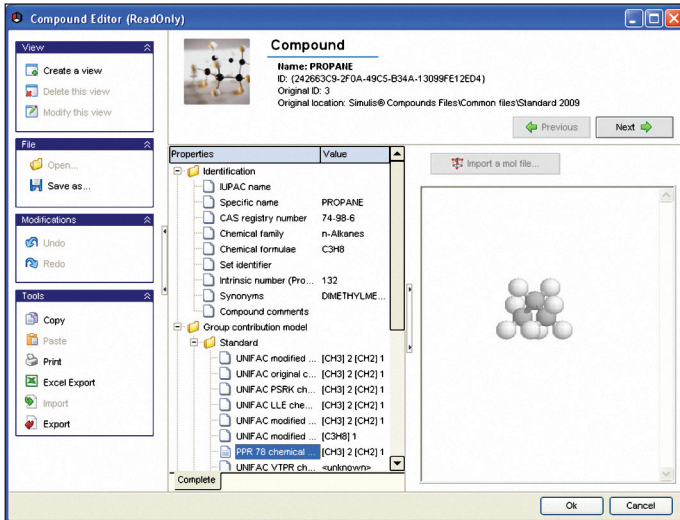 Compound Editor (ReadOnly)
View
Create a view
Delete this view
Modify this view
File
Open...
Save as...
Modifications
Undo
Redo
Tools
Copy
Paste
Print
Excel Export
Import
Export
Compound
Name: PROPANE
ID: {242663C9-2F0A-49C5-B34A-13099FE12ED4}
Original ID: 3
Original location: Simulis® Compounds Files\Common files\Standard 2009
Previous
Next
Properties Value
Identification
IUPAC name
Specific name PROPANE
CAS registry number 74-98-6
Chemical family n-Alkanes
Chemical formulae C3H8
Set identifier
Intrinsic number (Pro... 132
Synonyms DIMETHYLME...
Compound comments
Group contribution model
Standard
UNIFAC modified ... [CH3] 2 [CH2] 1
UNIFAC original c... [CH3] 2 [CH2] 1
UNIFAC PSRK ch... [CH3] 2 [CH2] 1
UNIFAC LLE che... [CH3] 2 [CH2] 1
UNIFAC modified ... [CH3] 2 [CH2] 1
UNIFAC modified ... [C3H8] 1
PPR 78 chemical ... [CH3] 2 [CH2] 1
UNIFAC VTPR ch... <unknown>
Complete
Import a mol file...
Ok
Cancel